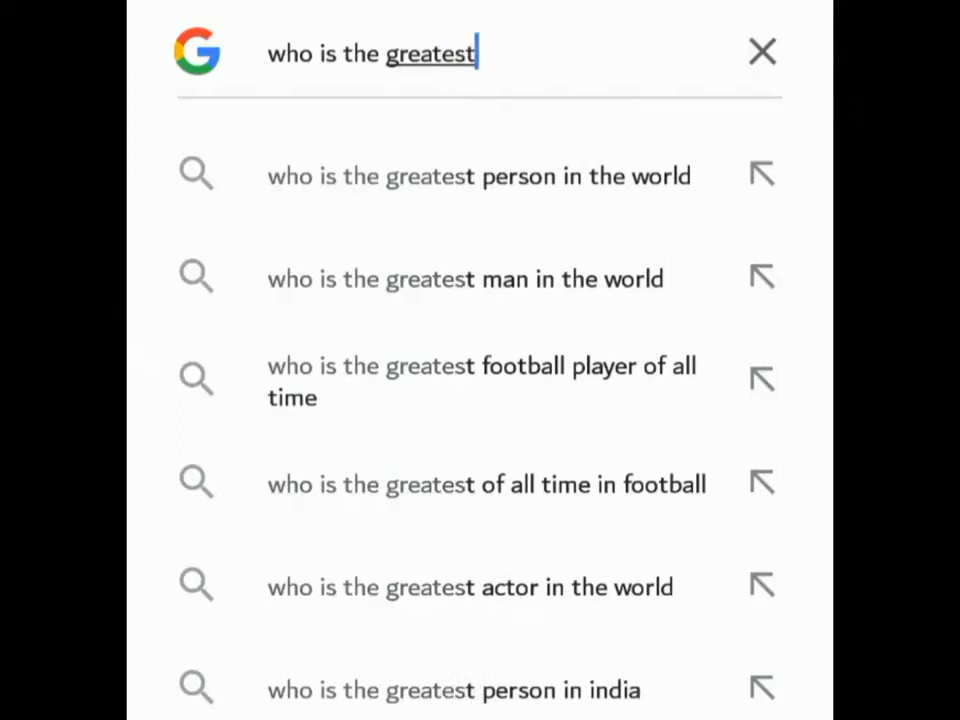 who is the greatest
who is the greatest person in the world
who is the greatest man in the world
who is the greatest football player of all
time
who is the greatest of all time in football
who is the greatest actor in the world
who is the greatest person in india